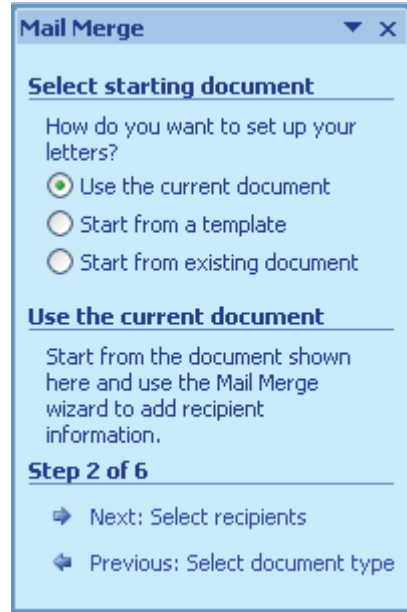 Mail Merge
Select starting document
How do you want to set up your
letters?
Use the current document
Start from a template
Start from existing document
Use the current document
Start from the document shown
here and use the Mail Merge
wizard to add recipient
information.
Step 2 of 6
Next: Select recipients
Previous: Select document type